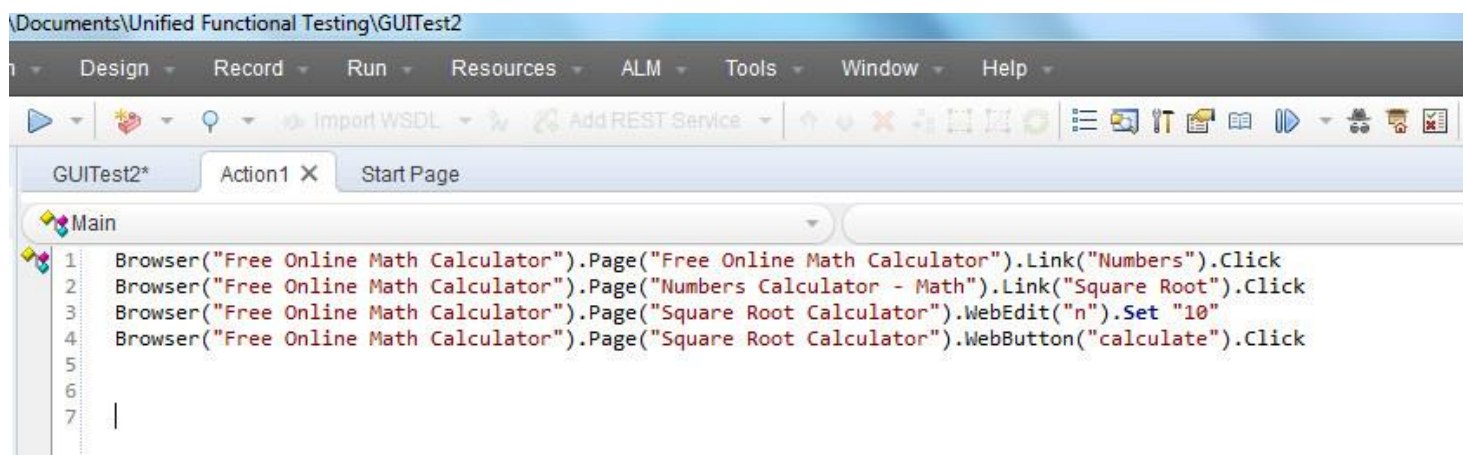 \Documents\Unified Functional Testing\GUITest2
Design Record Run Resources ALM Tools Window Help
Import WSDL Add REST Service
GUITest2* Action1 Start Page
Main
1 Browser("Free Online Math Calculator").Page("Free Online Math Calculator").Link("Numbers").Click
2 Browser("Free Online Math Calculator").Page("Numbers Calculator - Math").Link("Square Root").Click
3 Browser("Free Online Math Calculator").Page("Square Root Calculator").WebEdit("n").Set "10"
4 Browser("Free Online Math Calculator").Page("Square Root Calculator").WebButton("calculate").Click
5
6
7